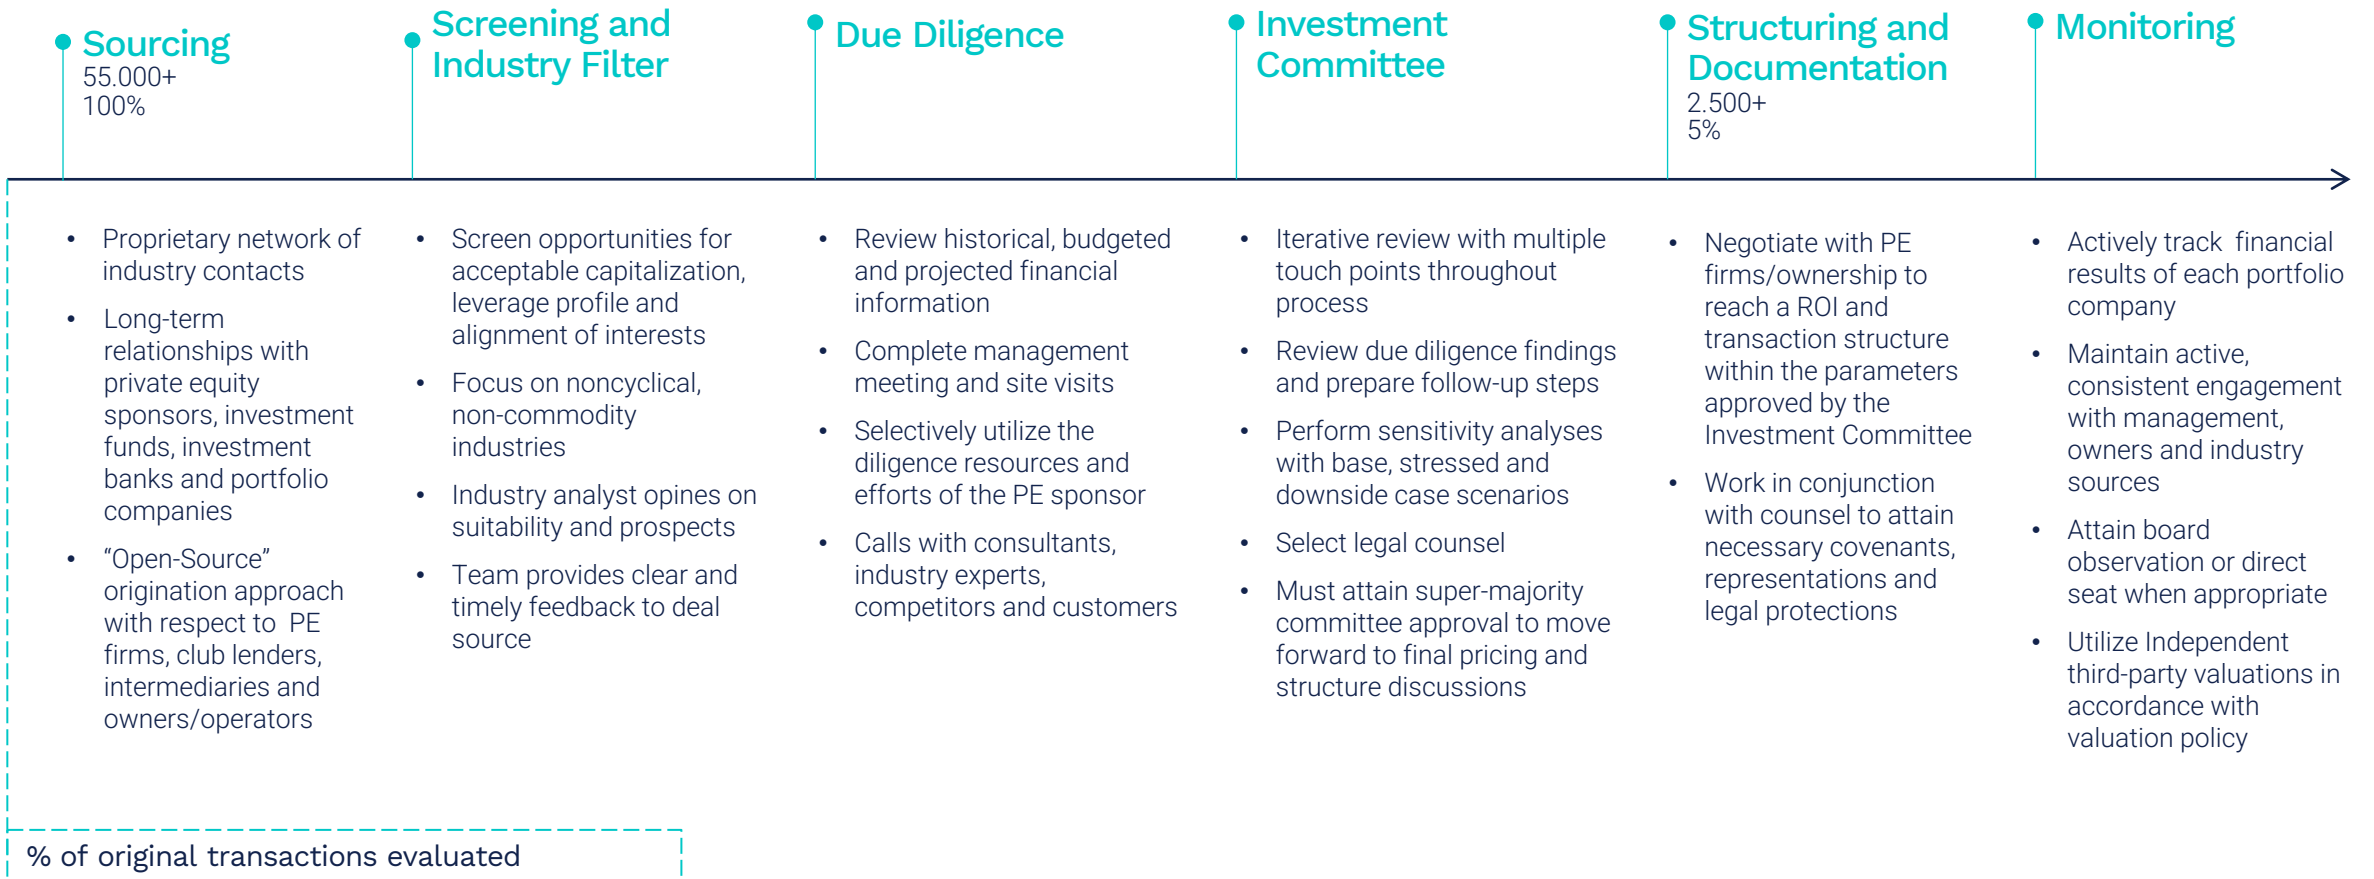 Sourcing
55.000+
100%
Screening and
Industry Filter
Due Diligence
Investment
Committee
Structuring and
Documentation
2.500+
5%
Monitoring
• Proprietary network of
industry contacts
• Long-term
relationships with
private equity
sponsors, investment
funds, investment
banks and portfolio
companies
• “Open-Source”
origination approach
with respect to PE
firms, club lenders,
intermediaries and
owners/operators
• Screen opportunities for
acceptable capitalization,
leverage profile and
alignment of interests
• Focus on noncyclical,
non-commodity
industries
• Industry analyst opines on
suitability and prospects
• Team provides clear and
timely feedback to deal
source
• Review historical, budgeted
and projected financial
information
• Complete management
meeting and site visits
• Selectively utilize the
diligence resources and
efforts of the PE sponsor
• Calls with consultants,
industry experts,
competitors and customers
• Iterative review with multiple
touch points throughout
process
• Review due diligence findings
and prepare follow-up steps
• Perform sensitivity analyses
with base, stressed and
downside case scenarios
• Select legal counsel
• Must attain super-majority
committee approval to move
forward to final pricing and
structure discussions
• Negotiate with PE
firms/ownership to
reach a ROI and
transaction structure
within the parameters
approved by the
Investment Committee
• Work in conjunction
with counsel to attain
necessary covenants,
representations and
legal protections
• Actively track financial
results of each portfolio
company
• Maintain active,
consistent engagement
with management,
owners and industry
sources
• Attain board
observation or direct
seat when appropriate
• Utilize Independent
third-party valuations in
accordance with
valuation policy
% of original transactions evaluated